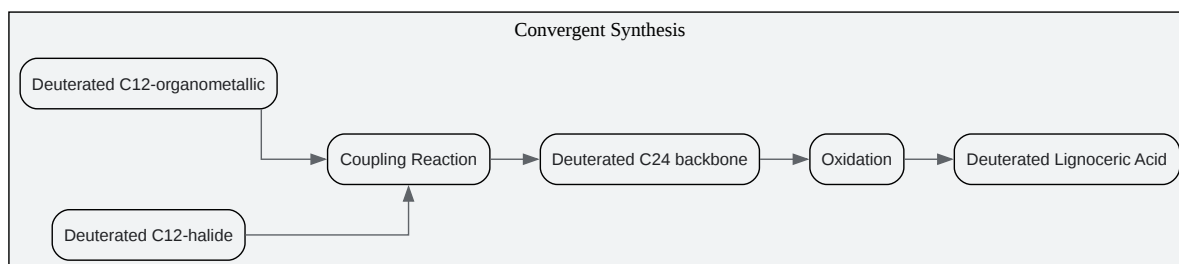 Convergent Synthesis
Deuterated C12-organometallic
Coupling Reaction
Deuterated C24 backbone
Oxidation
Deuterated Lignoceric Acid
Deuterated C12-halide